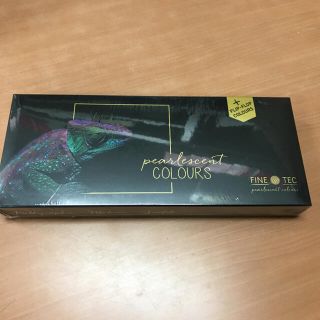 +
FLIP-FLOP
COLOURS
pearlescent
COLOURS
FINE TEC
pearlescent colours